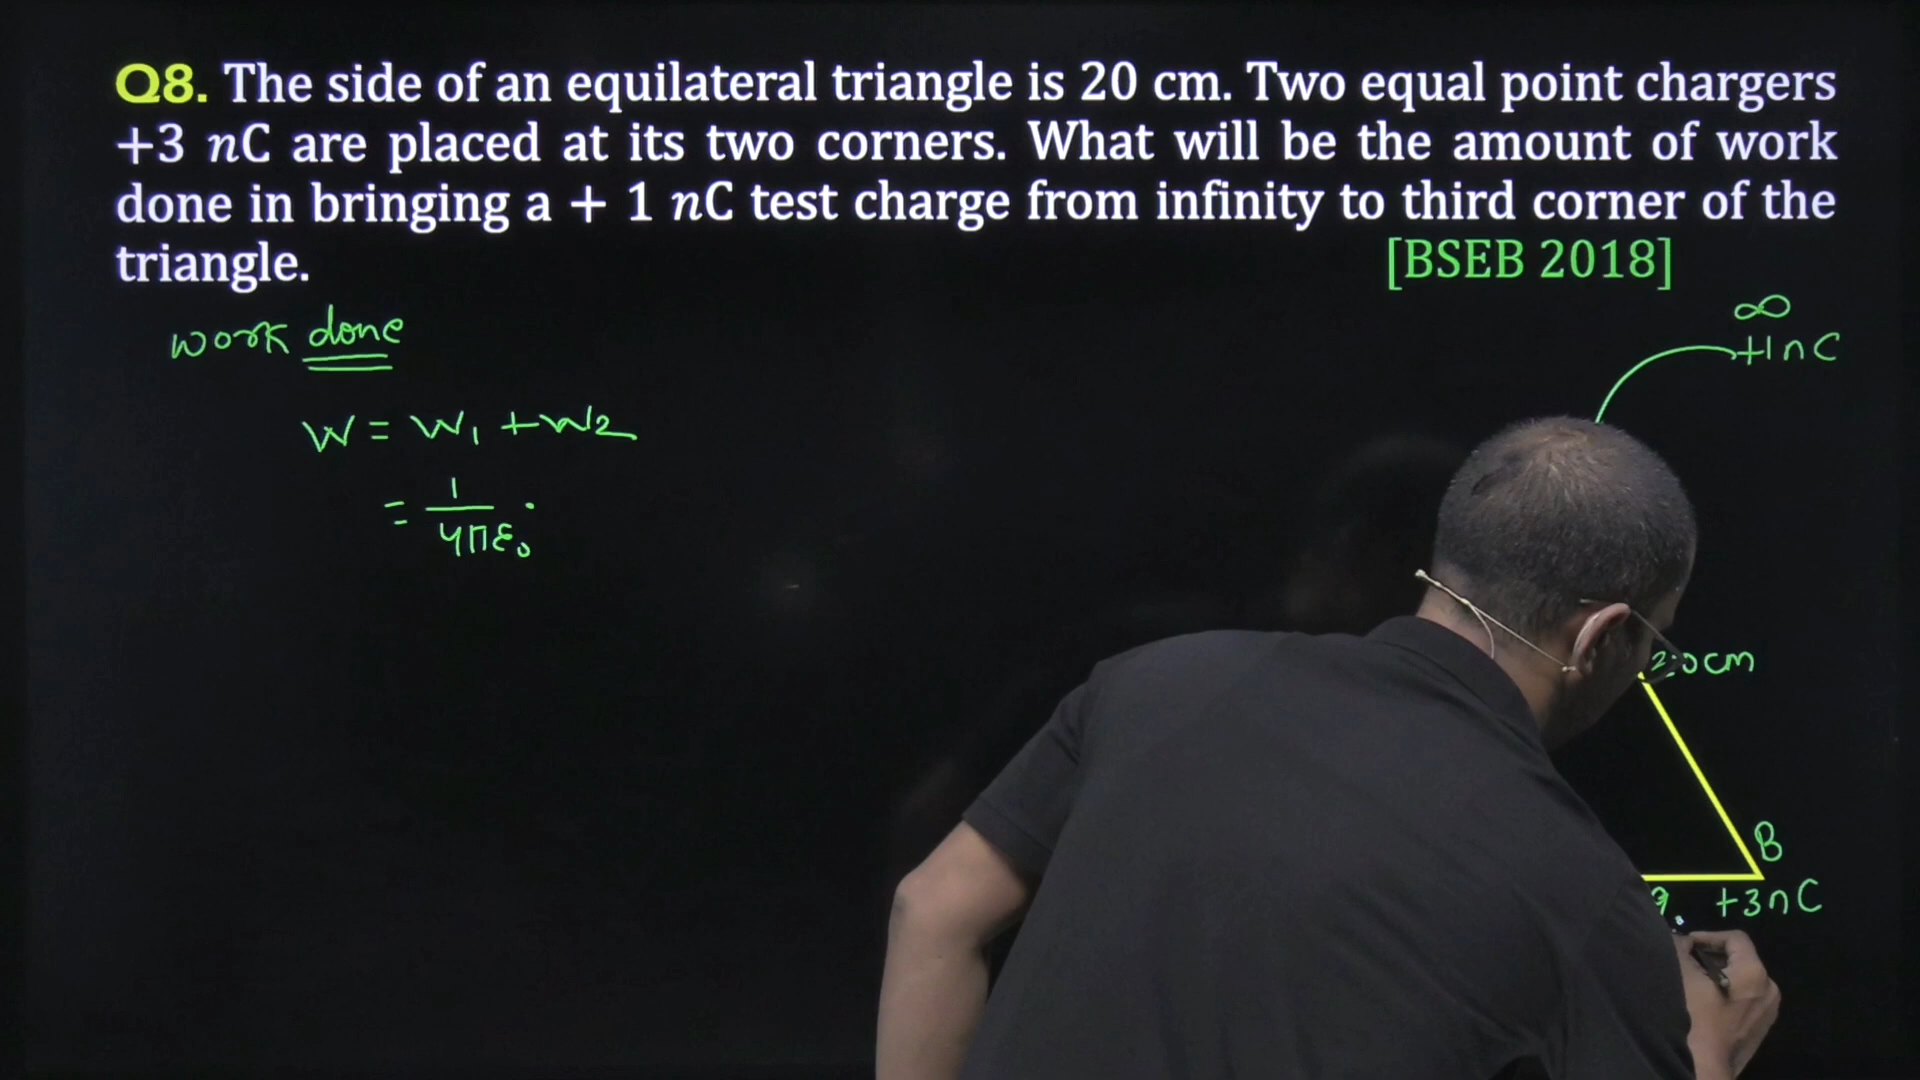 Q8. The side of an equilateral triangle is 20 cm. Two equal point chargers
+3 nC are placed at its two corners. What will be the amount of work
done in bringing a + 1 nC test charge from infinity to third corner of the
triangle. [BSEB 2018]
work done
∞
+1nC
W = W₁ + W₂
= 1/4πε₀ ·
20cm
B
+3nC